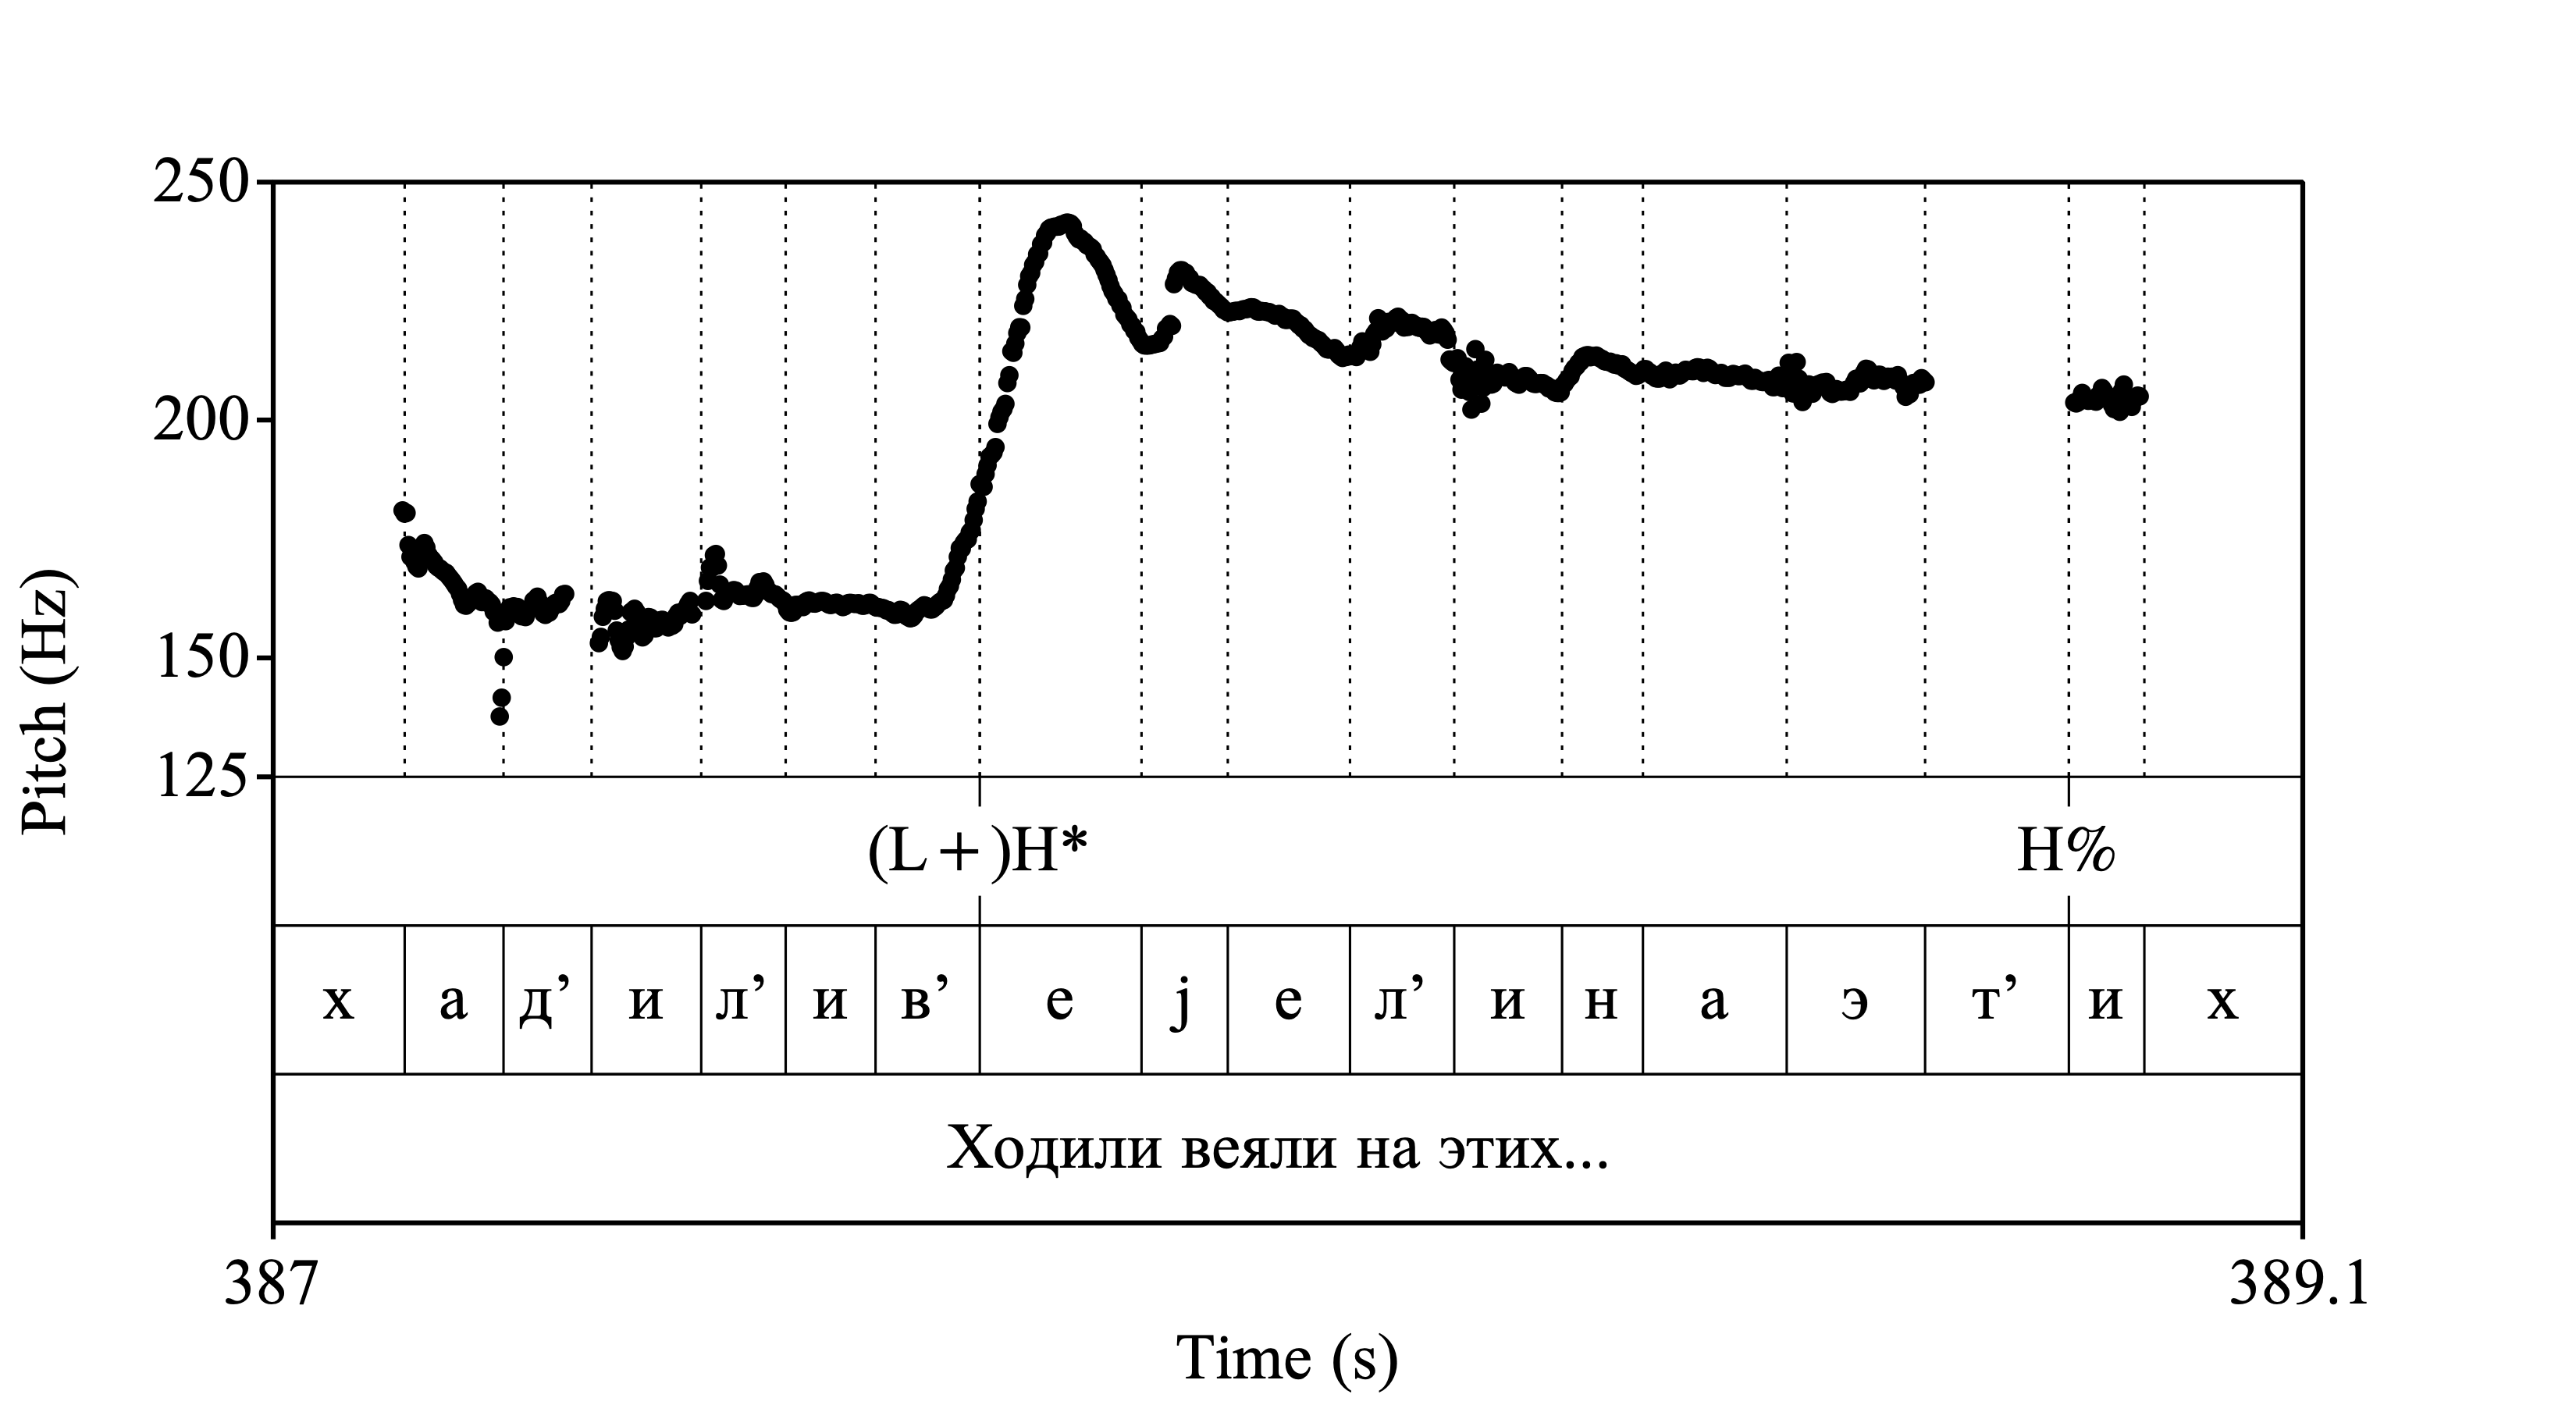 250
200
150
125
Pitch (Hz)
(L+)H* H%
х а д’ и л’ и в’ е j е л’ и н а э т’ и х
Ходили веяли на этих...
387 389.1
Time (s)